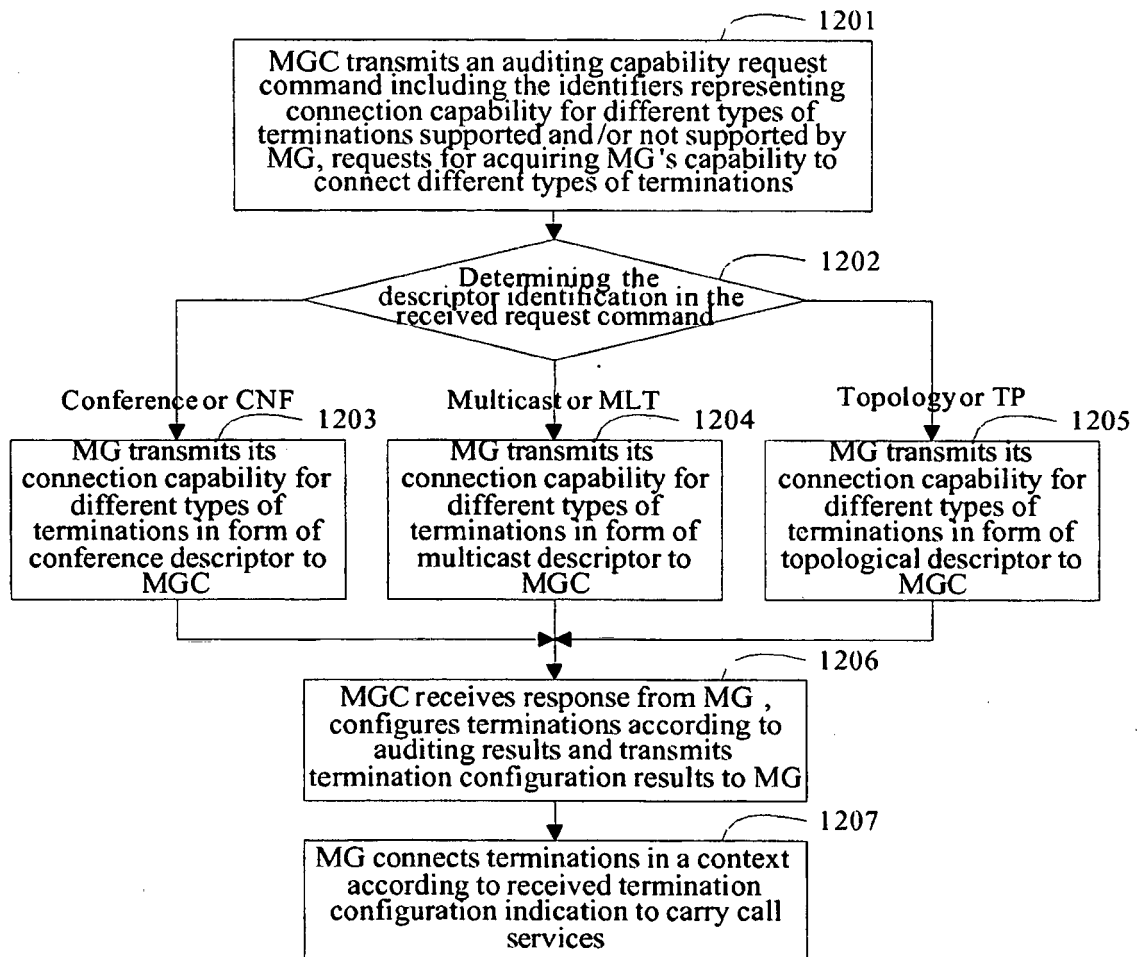 1201
MGC transmits an auditing capability request
command including the identifiers representing
connection capability for different types of
terminations supported and/or not supported by
MG, requests for acquiring MG's capability to
connect different types of terminations
1202
Determining the
descriptor identification in the
received request command
Conference or CNF
Multicast or MLT
Topology or TP
1203
MG transmits its
connection capability for
different types of
terminations in form of
conference descriptor to
MGC
1204
MG transmits its
connection capability for
different types of
terminations in form of
multicast descriptor to
MGC
1205
MG transmits its
connection capability for
different types of
terminations in form of
topological descriptor to
MGC
1206
MGC receives response from MG ,
configures terminations according to
auditing results and transmits
termination configuration results to MG
1207
MG connects terminations in a context
according to received termination
configuration indication to carry call
services